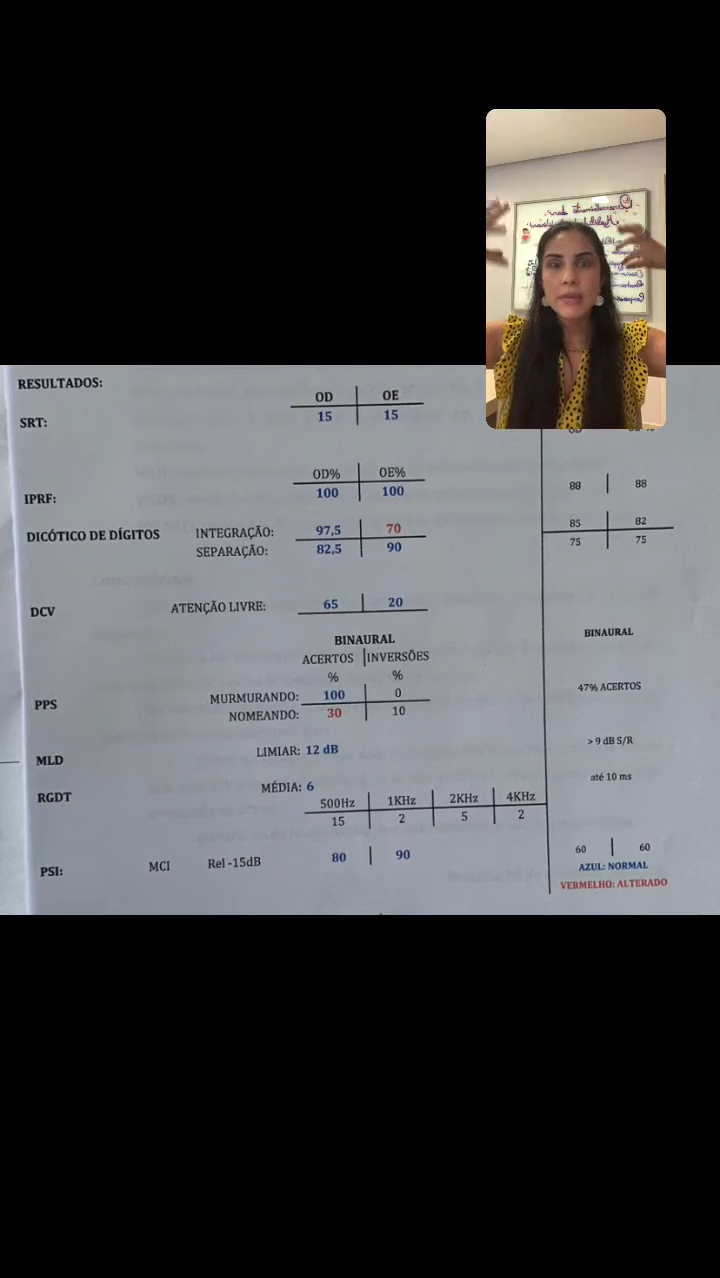 RESULTADOS:
OD OE
SRT: 15 15
OD% OE%
IPRF: 100 100 88 88
DICÓTICO DE DÍGITOS INTEGRAÇÃO: 97,5 70 85 82
SEPARAÇÃO: 82,5 90 75 75
DCV ATENÇÃO LIVRE: 65 20
BINAURAL BINAURAL
ACERTOS INVERSÕES
% %
PPS MURMURANDO: 100 0 47% ACERTOS
NOMEANDO: 30 10
MLD LIMIAR: 12 dB > 9 dB S/R
RGDT MÉDIA: 6 até 10 ms
500Hz 1KHz 2KHz 4KHz
15 2 5 2
PSI: MCI Rel -15dB 80 90 60 60
AZUL: NORMAL
VERMELHO: ALTERADO